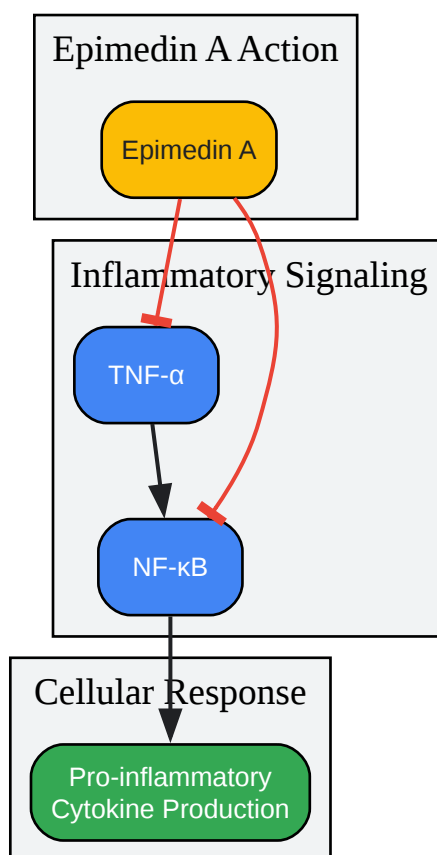 Epimedin A Action
Epimedin A
Inflammatory Signaling
TNF-α
NF-κB
Cellular Response
Pro-inflammatory
Cytokine Production